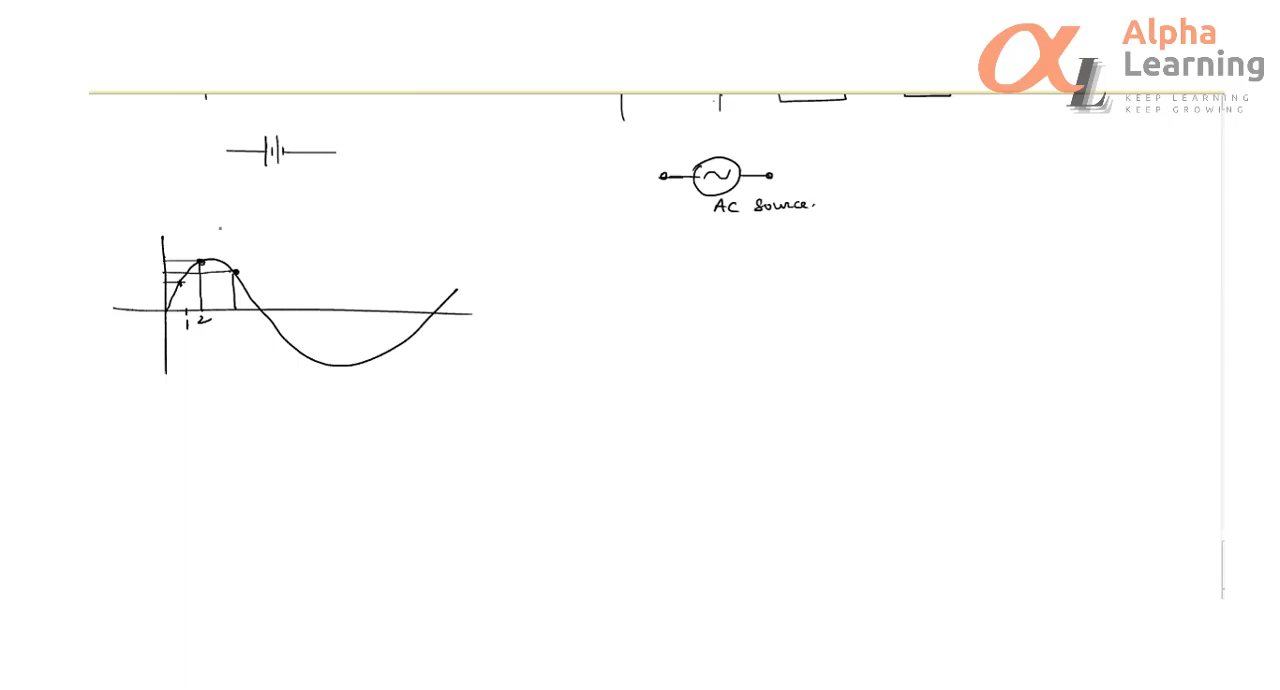 Alpha
Learning
KEEP LEARNING
KEEP GROWING
AC Source.
1 2